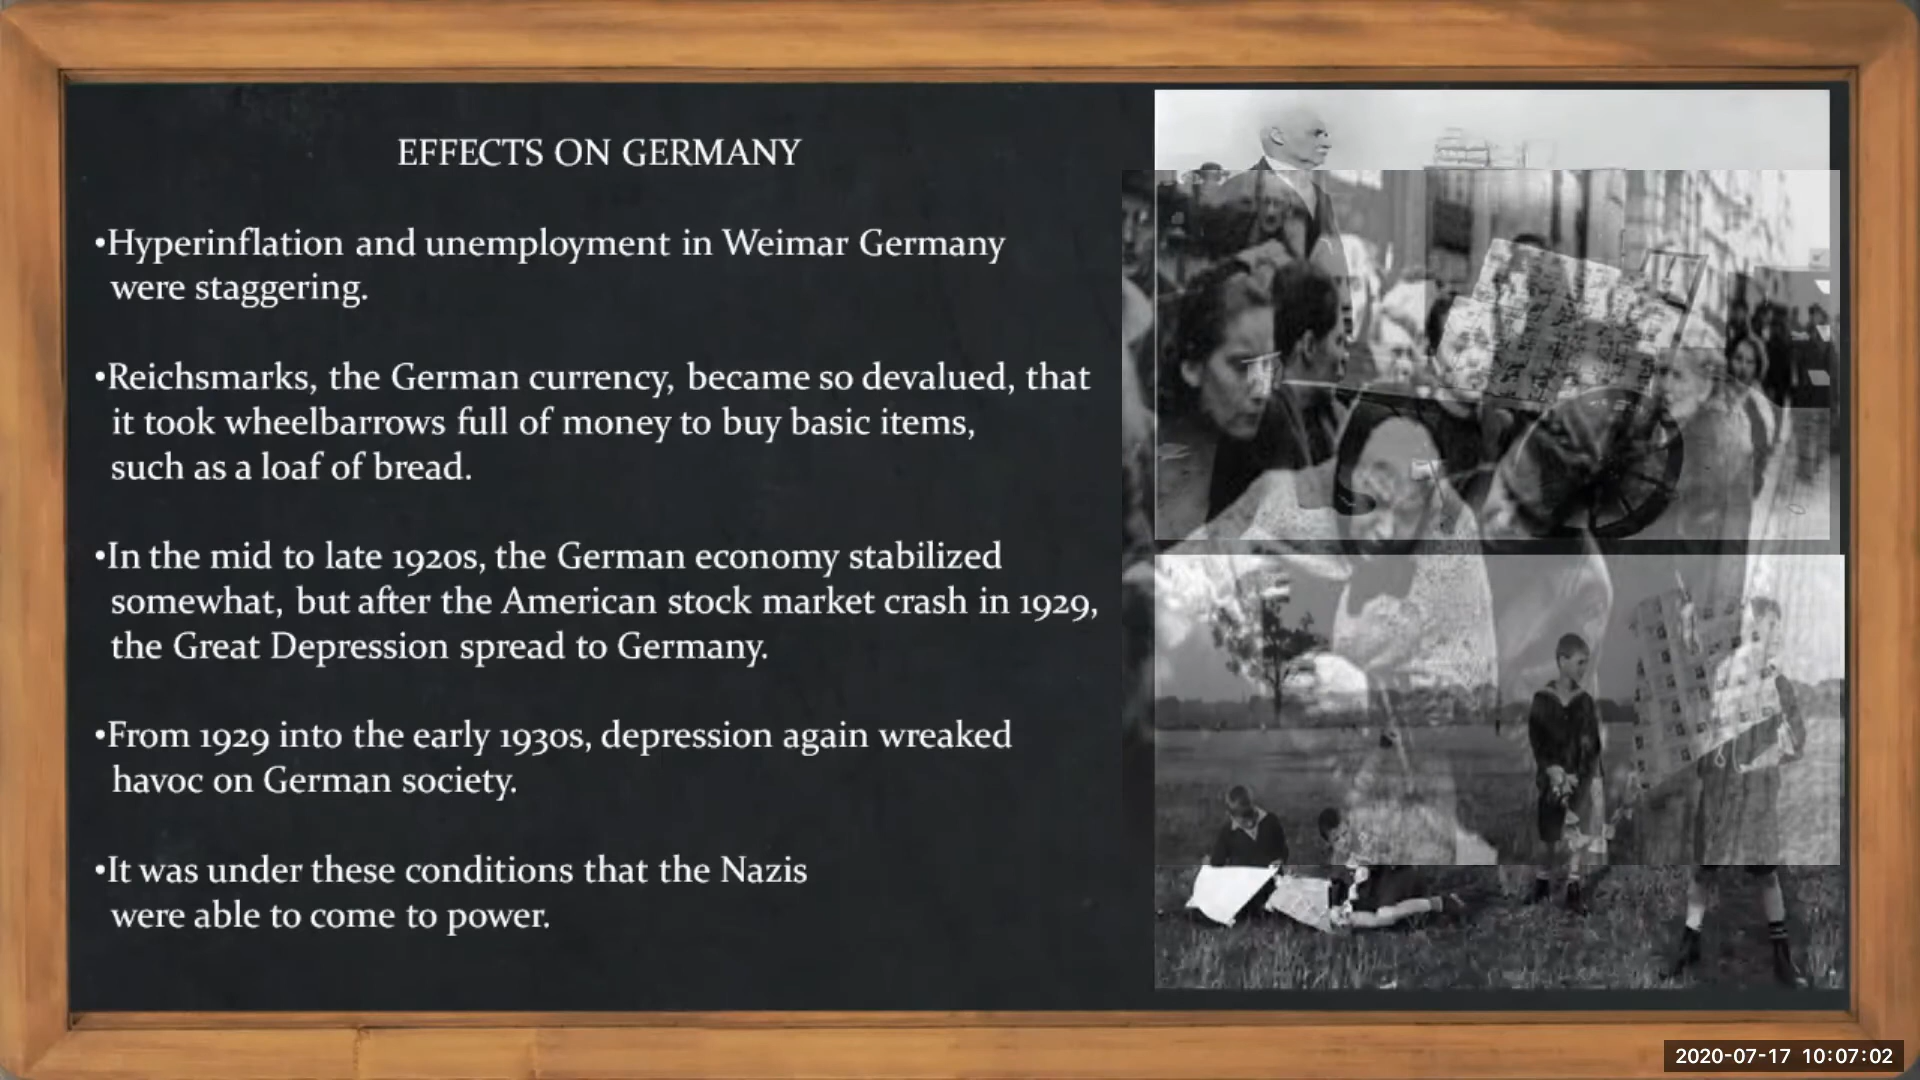 EFFECTS ON GERMANY
•Hyperinflation and unemployment in Weimar Germany
were staggering.
•Reichsmarks, the German currency, became so devalued, that
it took wheelbarrows full of money to buy basic items,
such as a loaf of bread.
•In the mid to late 1920s, the German economy stabilized
somewhat, but after the American stock market crash in 1929,
the Great Depression spread to Germany.
•From 1929 into the early 1930s, depression again wreaked
havoc on German society.
•It was under these conditions that the Nazis
were able to come to power.
2020-07-17 10:07:02